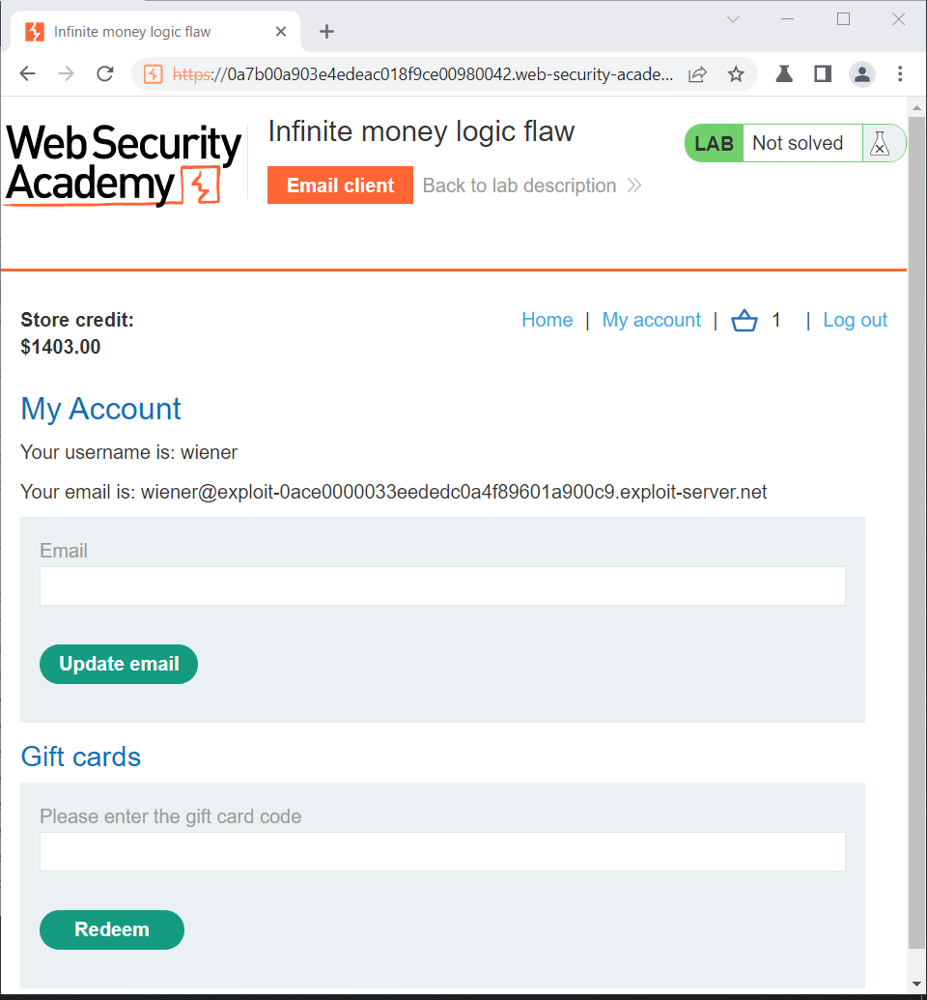 Infinite money logic flaw
https://0a7b00a903e4edeac018f9ce00980042.web-security-acade...
Web Security
Academy
Infinite money logic flaw
LAB Not solved
Email client Back to lab description
Store credit:
$1403.00
Home | My account | 1 | Log out
My Account
Your username is: wiener
Your email is: wiener@exploit-0ace0000033eededc0a4f89601a900c9.exploit-server.net
Email
Update email
Gift cards
Please enter the gift card code
Redeem